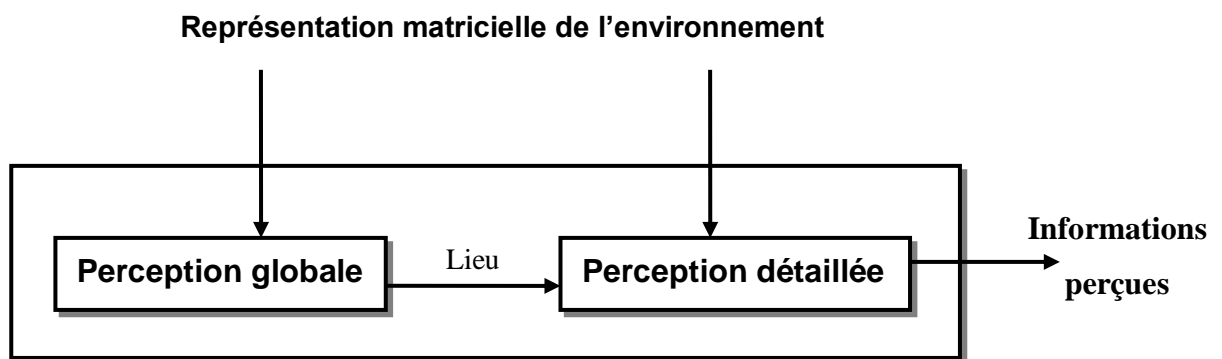 Représentation matricielle de l’environnement
Perception globale
Lieu
Perception détaillée
Informations
perçues